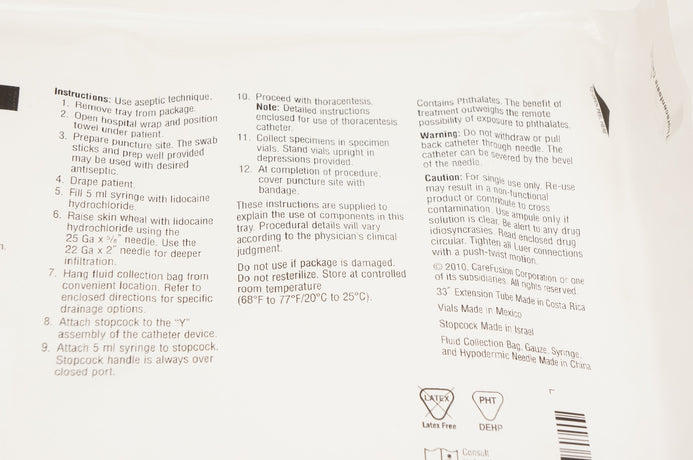 Instructions: Use aseptic technique.
1. Remove tray from package.
2. Open hospital wrap and position
towel under patient.
3. Prepare puncture site. The swab
sticks and prep well provided
may be used with desired
antiseptic.
4. Drape patient.
5. Fill 5 ml syringe with lidocaine
hydrochloride.
6. Raise skin wheal with lidocaine
hydrochloride using the
25 Ga x 5/8" needle. Use the
22 Ga x 2" needle for deeper
infiltration.
7. Hang fluid collection bag from
convenient location. Refer to
enclosed directions for specific
drainage options.
8. Attach stopcock to the "Y"
assembly of the catheter device.
9. Attach 5 ml syringe to stopcock.
Stopcock handle is always over
closed port.
10. Proceed with thoracentesis.
Note: Detailed instructions
enclosed for use of thoracentesis
catheter.
11. Collect specimens in specimen
vials. Stand vials upright in
depressions provided.
12. At completion of procedure,
cover puncture site with
bandage.
These instructions are supplied to
explain the use of components in this
tray. Procedural details will vary
according to the physician's clinical
judgment.
Do not use if package is damaged.
Do not resterilize. Store at controlled
room temperature
(68°F to 77°F/20°C to 25°C).
Contains Phthalates. The benefit of
treatment outweighs the remote
possibility of exposure to phthalates.
Warning: Do not withdraw or pull
back catheter through needle. The
catheter can be severed by the bevel
of the needle.
Caution: For single use only. Re-use
may result in a non-functional
product or contribute to cross
contamination. Use ampule only if
solution is clear. Be alert to any drug
idiosyncrasies. Read enclosed drug
circular. Tighten all Luer connections
with a push-twist motion.
© 2010, CareFusion Corporation or one
of its subsidiaries. All rights reserved.
33" Extension Tube Made in Costa Rica
Vials Made in Mexico
Stopcock Made in Israel
Fluid Collection Bag, Gauze, Syringe,
and Hypodermic Needle Made in China
LATEX
Latex Free
PHT
DEHP
Consult